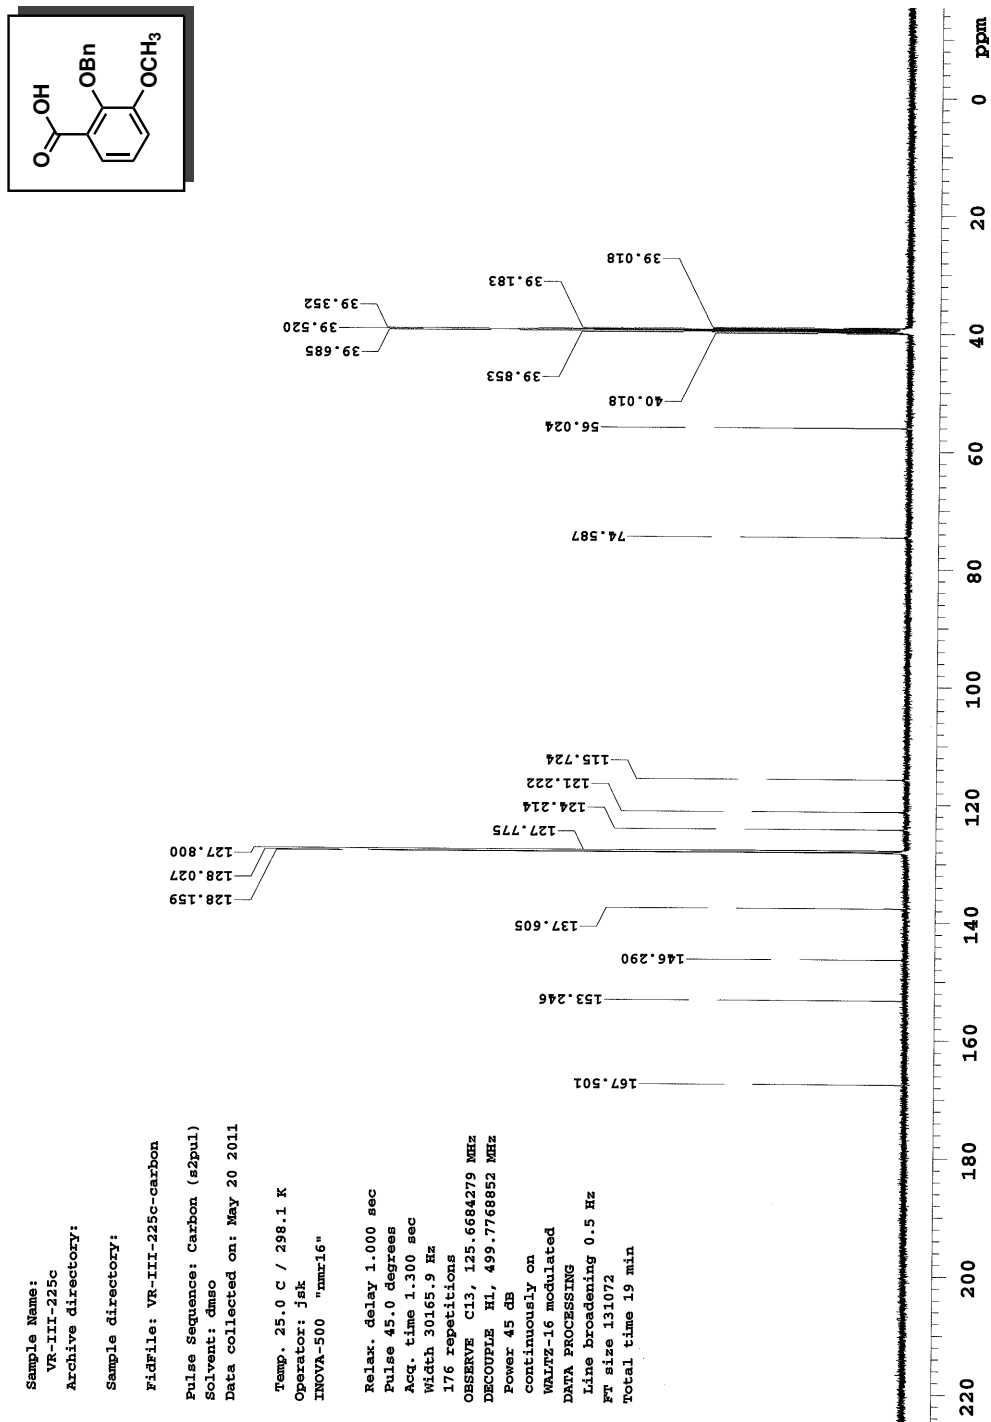 Sample Name:
VR-III-225c
Archive directory:
Sample directory:
FidFile: VR-III-225c-carbon
Pulse Sequence: Carbon (s2pul)
Solvent: dmso
Data collected on: May 20 2011
Temp. 25.0 C / 298.1 K
Operator: jsk
INOVA-500 "nmr16"
Relax. delay 1.000 sec
Pulse 45.0 degrees
Acq. time 1.300 sec
Width 30165.9 Hz
176 repetitions
OBSERVE C13, 125.6684279 MHz
DECOUPLE H1, 499.7768852 MHz
Power 45 dB
continuously on
WALTZ-16 modulated
DATA PROCESSING
Line broadening 0.5 Hz
FT size 131072
Total time 19 min
O
OH
OBn
OCH3
167.501
153.246
146.290
137.605
128.159
128.027
127.800
127.775
124.214
121.222
115.724
74.587
56.024
40.018
39.853
39.685
39.520
39.352
39.183
39.018
220 200 180 160 140 120 100 80 60 40 20 0 ppm